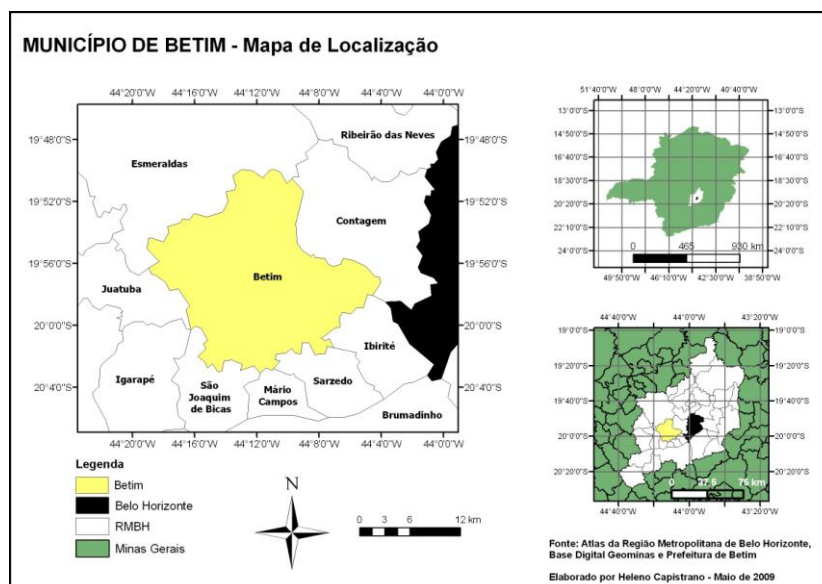 MUNICÍPIO DE BETIM - Mapa de Localização
44°20'0"S 44°16'0"S 44°12'0"S 44°8'0"S 44°4'0"S 44°0'0"S
19°48'0"S
19°52'0"S
19°56'0"S
20°0'0"S
20°4'0"S
Ribeirão das Neves
Esmeraldas
Contagem
Betim
Juatuba
Ibirité
Igarapé
São
Joaquim
de Bicas
Mário
Campos
Sarzedo
Brumadinho
19°48'0"S
19°52'0"S
19°56'0"S
20°0'0"S
20°4'0"S
44°20'0"S 44°16'0"S 44°12'0"S 44°8'0"S 44°4'0"S 44°0'0"S
Legenda
Betim
Belo Horizonte
RMBH
Minas Gerais
N
0 3 6 12 km
51°40'0"S 48°0'0"S 44°20'0"S 40°40'0"S
13°0'0"S
14°50'0"S
16°40'0"S
18°30'0"S
20°20'0"S
22°10'0"S
24°0'0"S
13°0'0"S
14°50'0"S
16°40'0"S
18°30'0"S
20°20'0"S
22°10'0"S
24°0'0"S
0 465 930 km
49°50'0"S 46°10'0"S 42°30'0"S 38°50'0"S
44°40'0"S 44°0'0"S 43°20'0"S
19°0'0"S
19°20'0"S
19°40'0"S
20°0'0"S
20°20'0"S
19°0'0"S
19°20'0"S
19°40'0"S
20°0'0"S
20°20'0"S
0 37,5 75 km
44°40'0"S 44°0'0"S 43°20'0"S
Fonte: Atlas da Região Metropolitana de Belo Horizonte,
Base Digital Geominas e Prefeitura de Betim
Elaborado por Heleno Capistrano - Maio de 2009